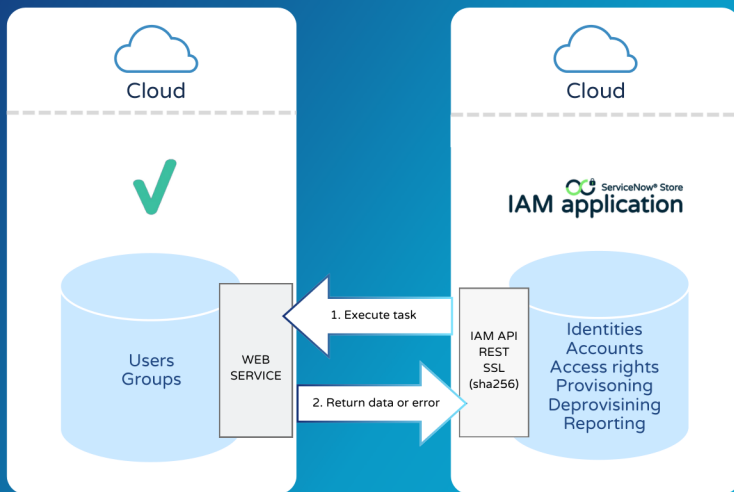 Cloud
Users
Groups
WEB
SERVICE
1. Execute task
2. Return data or error
Cloud
ServiceNow® Store
IAM application
IAM API
REST
SSL
(sha256)
Identities
Accounts
Access rights
Provisoning
Deprovisining
Reporting